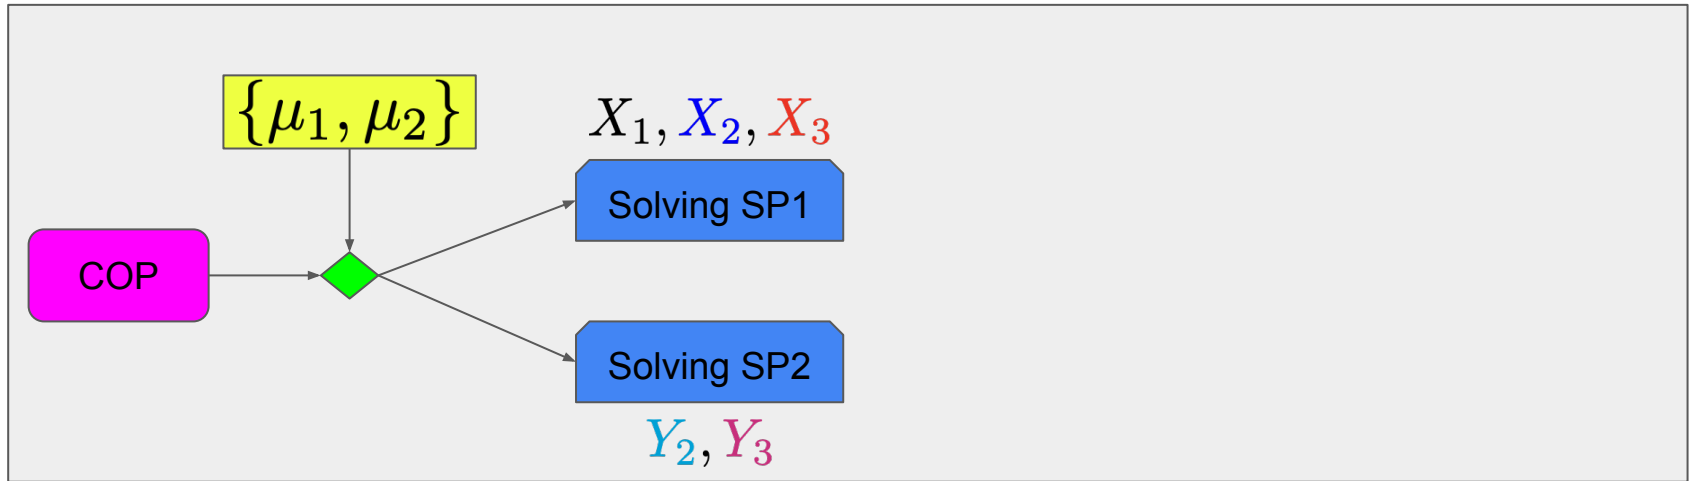 {μ₁, μ₂}
X₁, X₂, X₃
Solving SP1
COP
Solving SP2
Y₂, Y₃